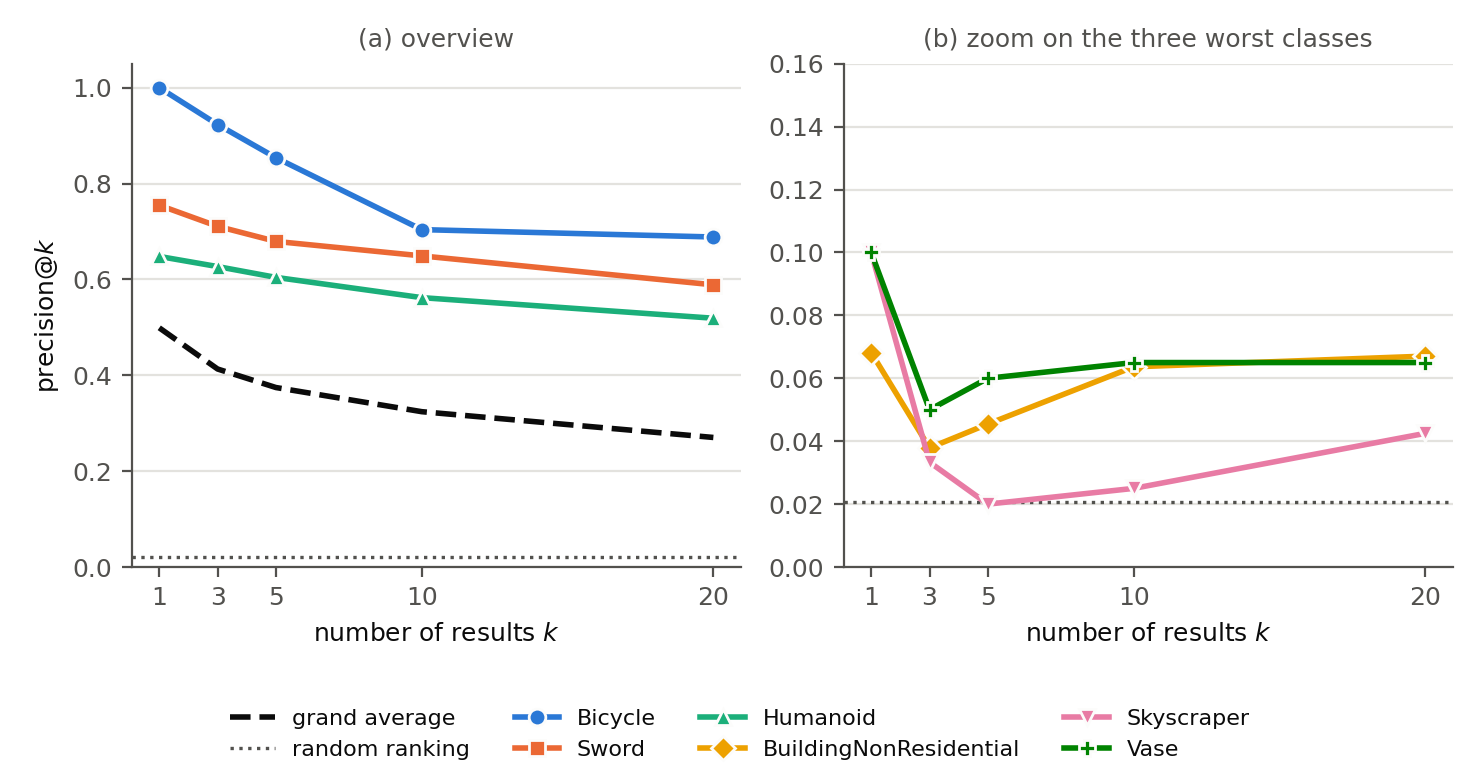 (a) overview
(b) zoom on the three worst classes
precision@k
1.0
0.8
0.6
0.4
0.2
0.0
1 3 5 10 20
number of results k
0.16
0.14
0.12
0.10
0.08
0.06
0.04
0.02
0.00
1 3 5 10 20
number of results k
grand average
random ranking
Bicycle
Sword
Humanoid
BuildingNonResidential
Skyscraper
Vase